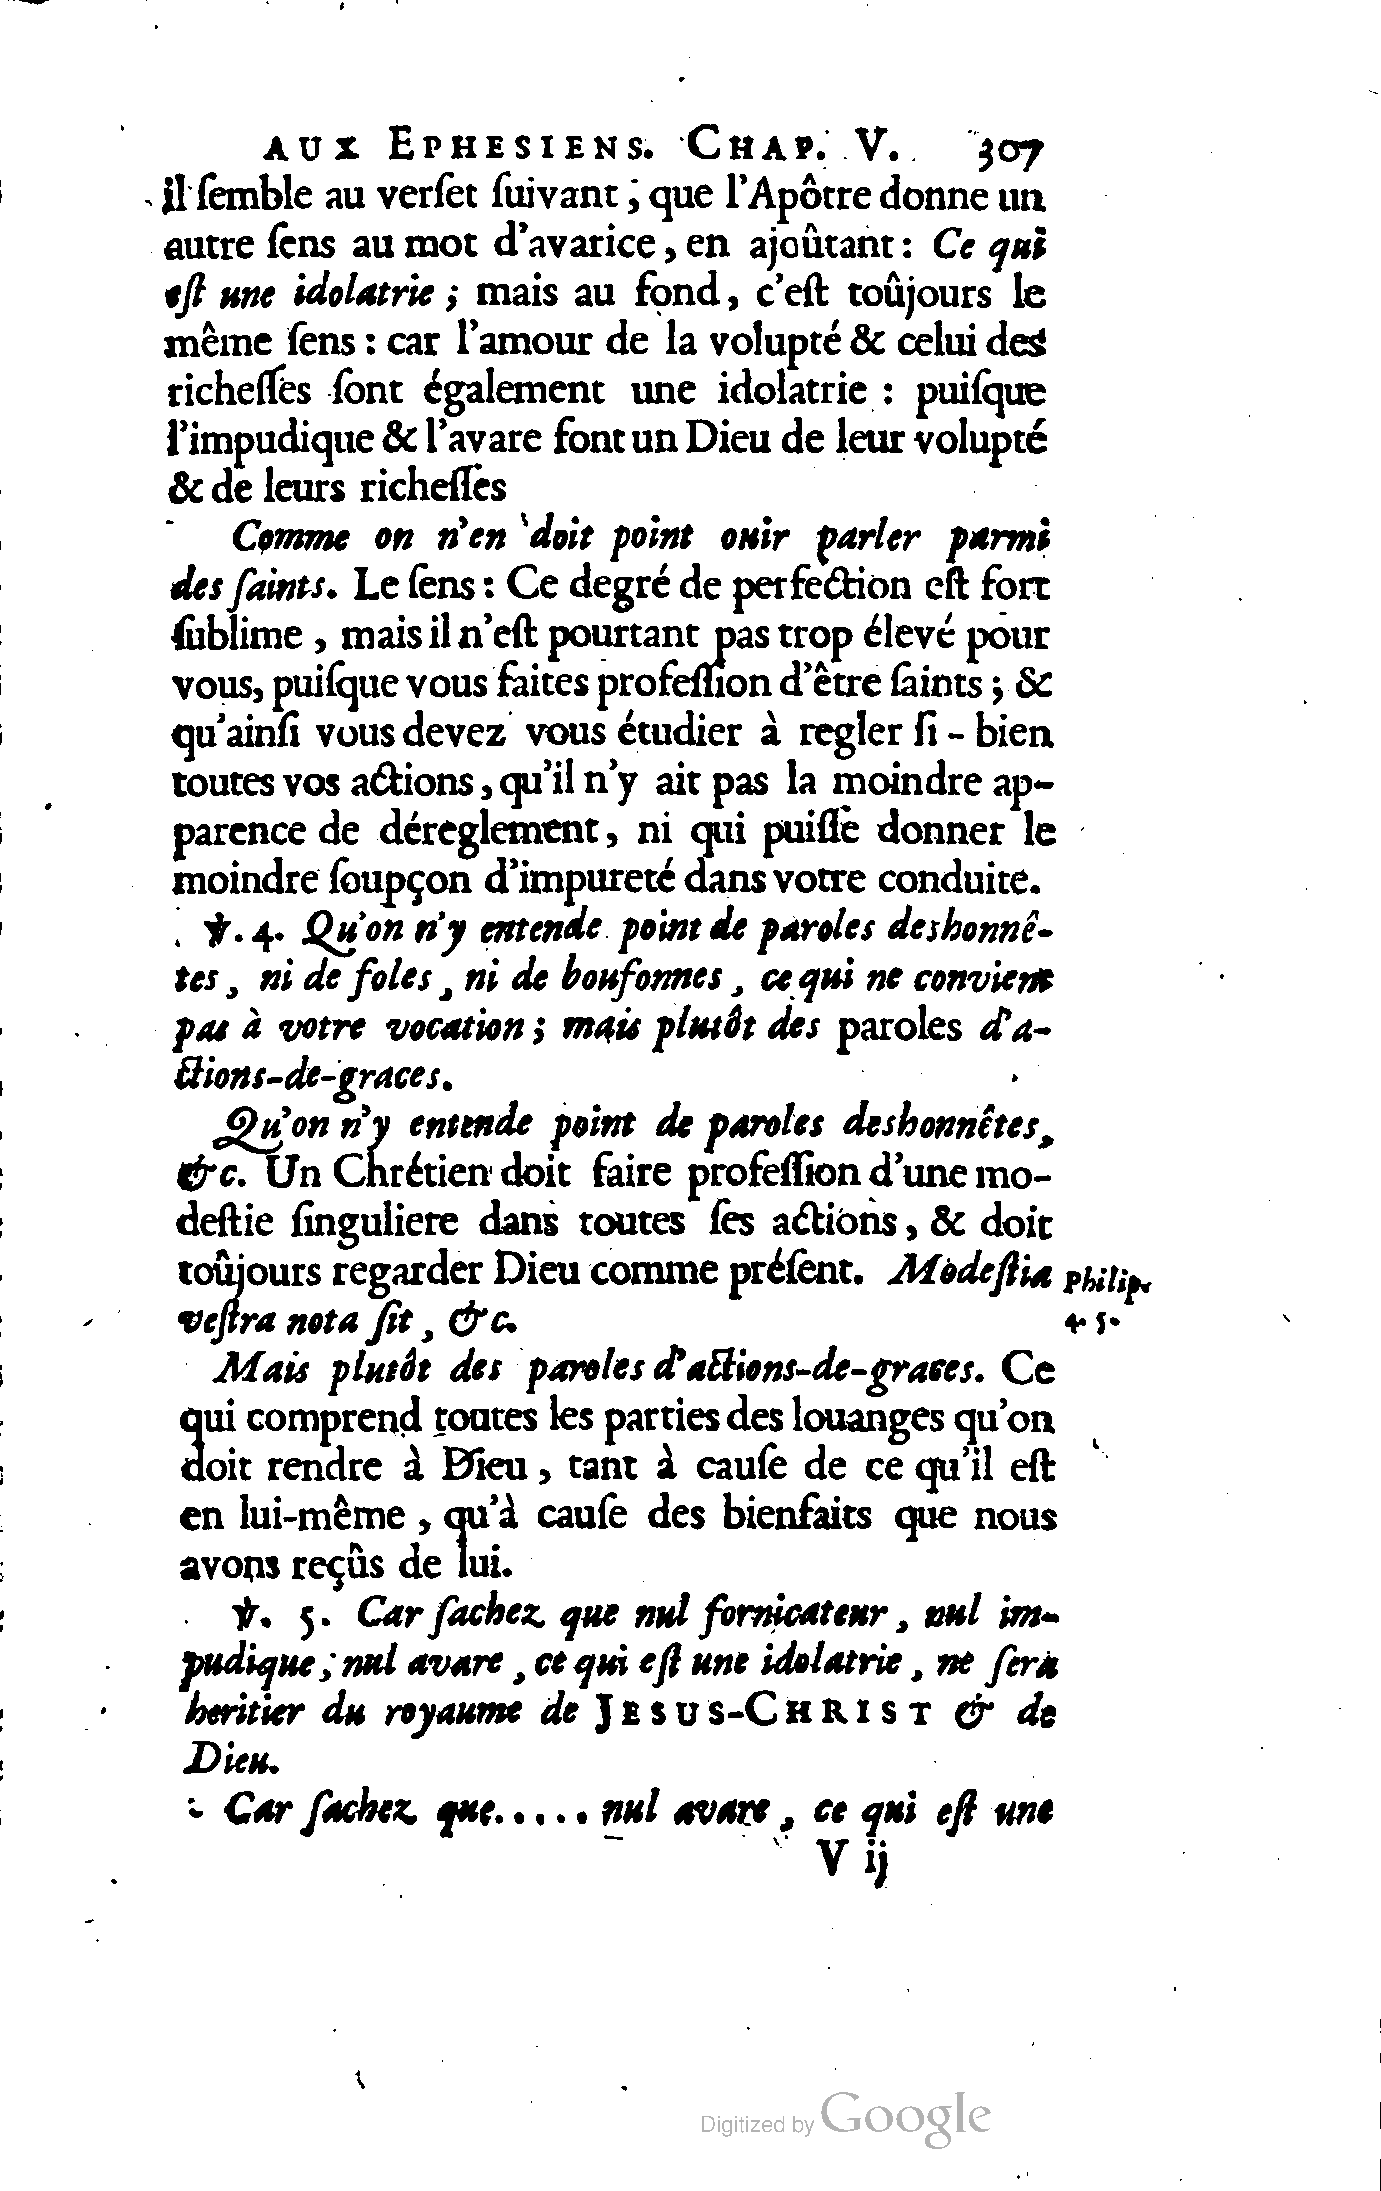 AUX EPHESIENS. CHAP. V. 307
il ſemble au verſet ſuivant, que l'Apôtre donne un
autre ſens au mot d'avarice, en ajoûtant: Ce qui
eſt une idolatrie; mais au fond, c'eſt toûjours le
même ſens: car l'amour de la volupté & celui des
richeſſes ſont également une idolatrie: puiſque
l'impudique & l'avare font un Dieu de leur volupté
& de leurs richeſſes
Comme on n'en doit point ouir parler parmi
des ſaints. Le ſens: Ce degré de perfection eſt fort
ſublime, mais il n'eſt pourtant pas trop élevé pour
vous, puiſque vous faites profeſſion d'être ſaints; &
qu'ainſi vous devez vous étudier à regler ſi-bien
toutes vos actions, qu'il n'y ait pas la moindre ap-
parence de déreglement, ni qui puiſſe donner le
moindre ſoupçon d'impureté dans votre conduite.
℣. 4. Qu'on n'y entende point de paroles deshonnê-
tes, ni de foles, ni de boufonnes, ce qui ne convient
pas à votre vocation; mais plutôt des paroles d'a-
ctions-de-graces.
Qu'on n'y entende point de paroles deshonnêtes,
&c. Un Chrétien doit faire profeſſion d'une mo-
deſtie ſinguliere dans toutes ſes actions, & doit
toûjours regarder Dieu comme préſent. Modeſtia
veſtra nota ſit, &c.
Philip.
4. 5.
Mais plutôt des paroles d'actions-de-graces. Ce
qui comprend toutes les parties des louanges qu'on
doit rendre à Dieu, tant à cauſe de ce qu'il eſt
en lui-même, qu'à cauſe des bienfaits que nous
avons reçûs de lui.
℣. 5. Car ſachez que nul fornicateur, nul im-
pudique; nul avare, ce qui eſt une idolatrie, ne ſera
heritier du royaume de JESUS-CHRIST & de
Dieu.
Car ſachez que..... nul avare, ce qui eſt une
V ij
Digitized by Google